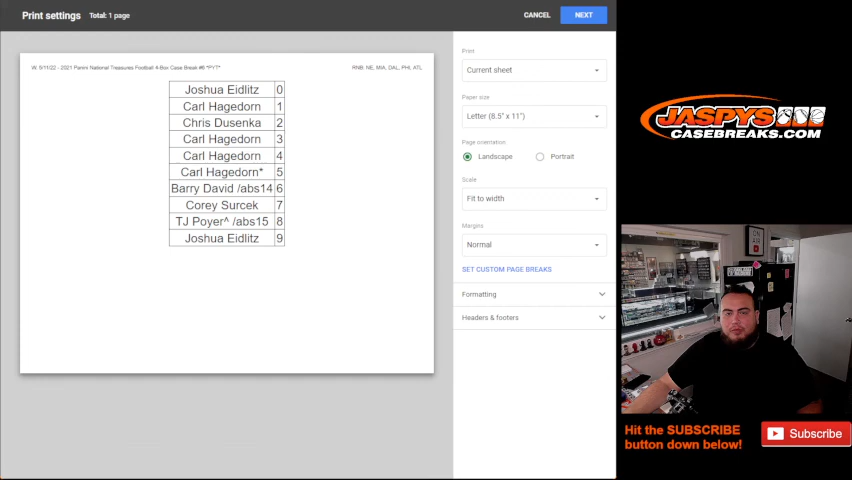 Print settings Total: 1 page
CANCEL NEXT
W. 5/11/22 - 2021 Panini National Treasures Football 4-Box Case Break #6 *PYT*
RNB: NE, MIA, DAL, PHI, ATL
Joshua Eidlitz 0
Carl Hagedorn 1
Chris Dusenka 2
Carl Hagedorn 3
Carl Hagedorn 4
Carl Hagedorn* 5
Barry David /abs14 6
Corey Surcek 7
TJ Poyer^ /abs15 8
Joshua Eidlitz 9
Print
Current sheet
Paper size
Letter (8.5" x 11")
Page orientation
Landscape Portrait
Scale
Fit to width
Margins
Normal
SET CUSTOM PAGE BREAKS
Formatting
Headers & footers
JASPYS
CASEBREAKS.COM
ON
AIR
Hit the SUBSCRIBE
button down below!
Subscribe